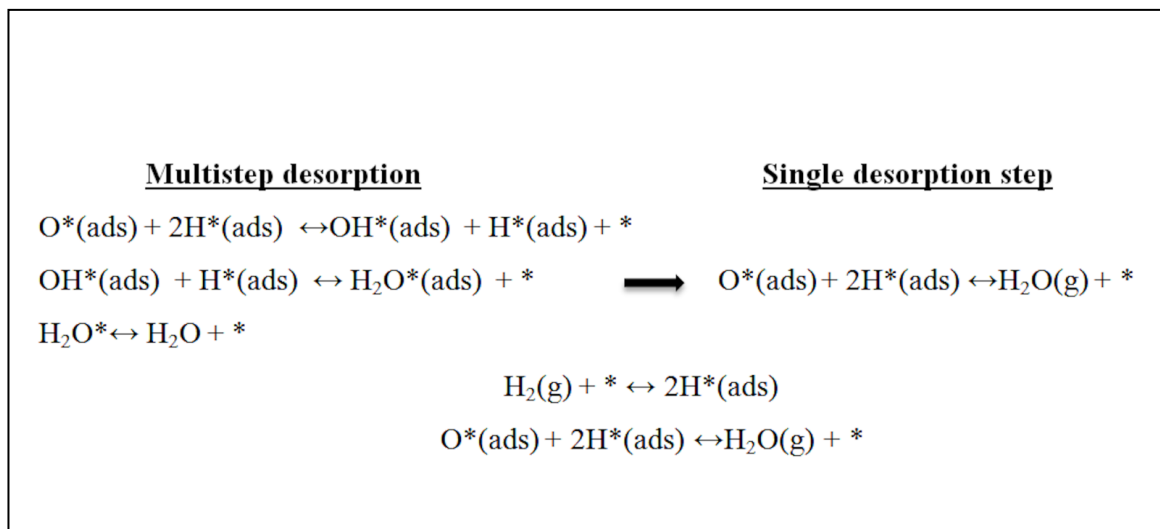 Multistep desorption
Single desorption step
O*(ads) + 2H*(ads) ↔OH*(ads) + H*(ads) + *
OH*(ads) + H*(ads) ↔ H₂O*(ads) + *
O*(ads) + 2H*(ads) ↔H₂O(g) + *
H₂O*↔ H₂O + *
H₂(g) + * ↔ 2H*(ads)
O*(ads) + 2H*(ads) ↔H₂O(g) + *